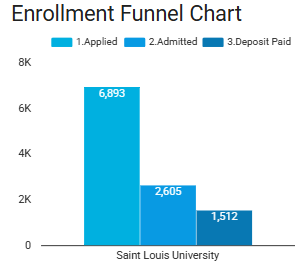 Enrollment Funnel Chart
1.Applied 2.Admitted 3.Deposit Paid
8K
6,893
6K
4K
2,605
2K
1,512
0
Saint Louis University